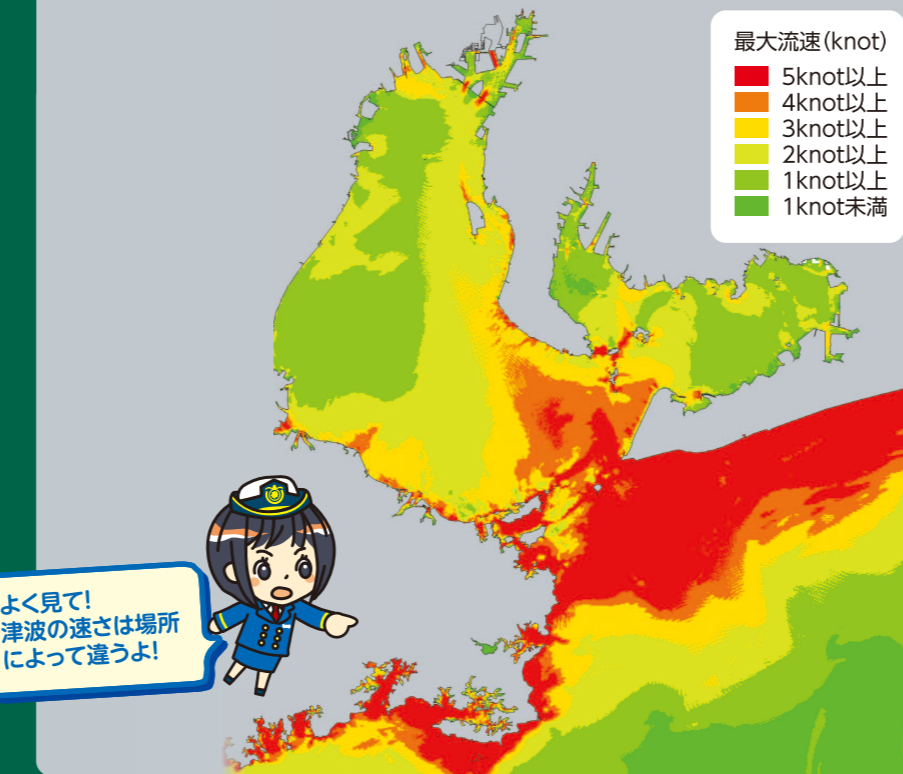 最大流速(knot)
5knot以上
4knot以上
3knot以上
2knot以上
1knot以上
1knot未満
よく見て!
津波の速さは場所
によって違うよ!